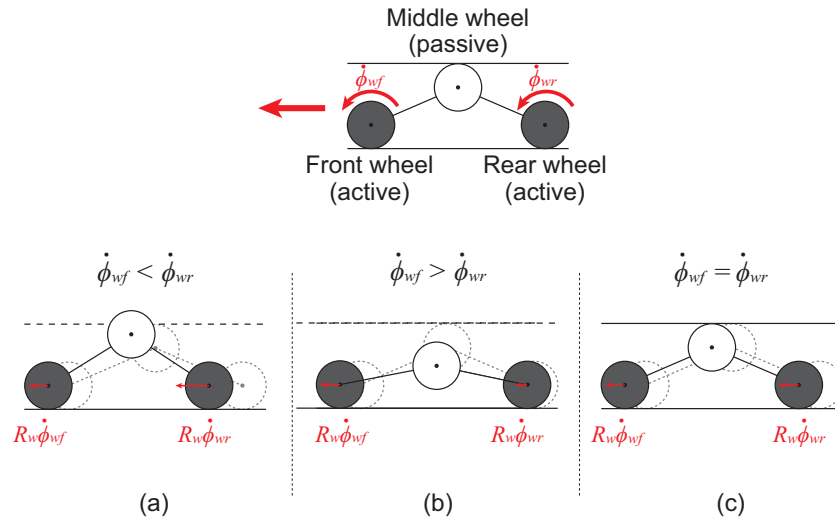 Middle wheel
(passive)
ϕ̇wf
ϕ̇wr
Front wheel
(active)
Rear wheel
(active)
ϕ̇wf < ϕ̇wr
ϕ̇wf > ϕ̇wr
ϕ̇wf = ϕ̇wr
Rwϕ̇wf
Rwϕ̇wr
Rwϕ̇wf
Rwϕ̇wr
Rwϕ̇wf
Rwϕ̇wr
(a)
(b)
(c)